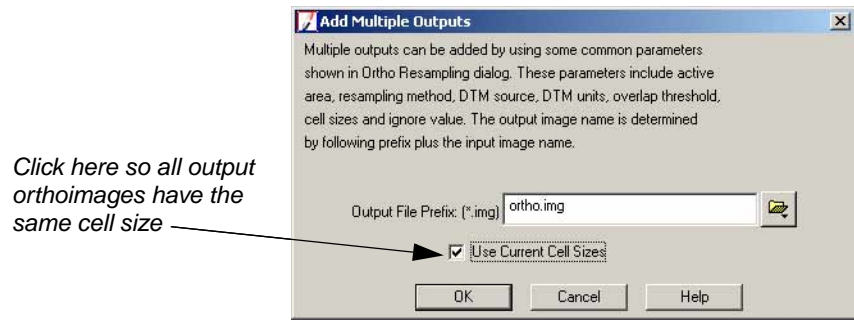 Add Multiple Outputs
Multiple outputs can be added by using some common parameters
shown in Ortho Resampling dialog. These parameters include active
area, resampling method, DTM source, DTM units, overlap threshold,
cell sizes and ignore value. The output image name is determined
by following prefix plus the input image name.
Click here so all output
orthoimages have the
same cell size
Output File Prefix: (*.img) ortho.img
Use Current Cell Sizes
OK Cancel Help